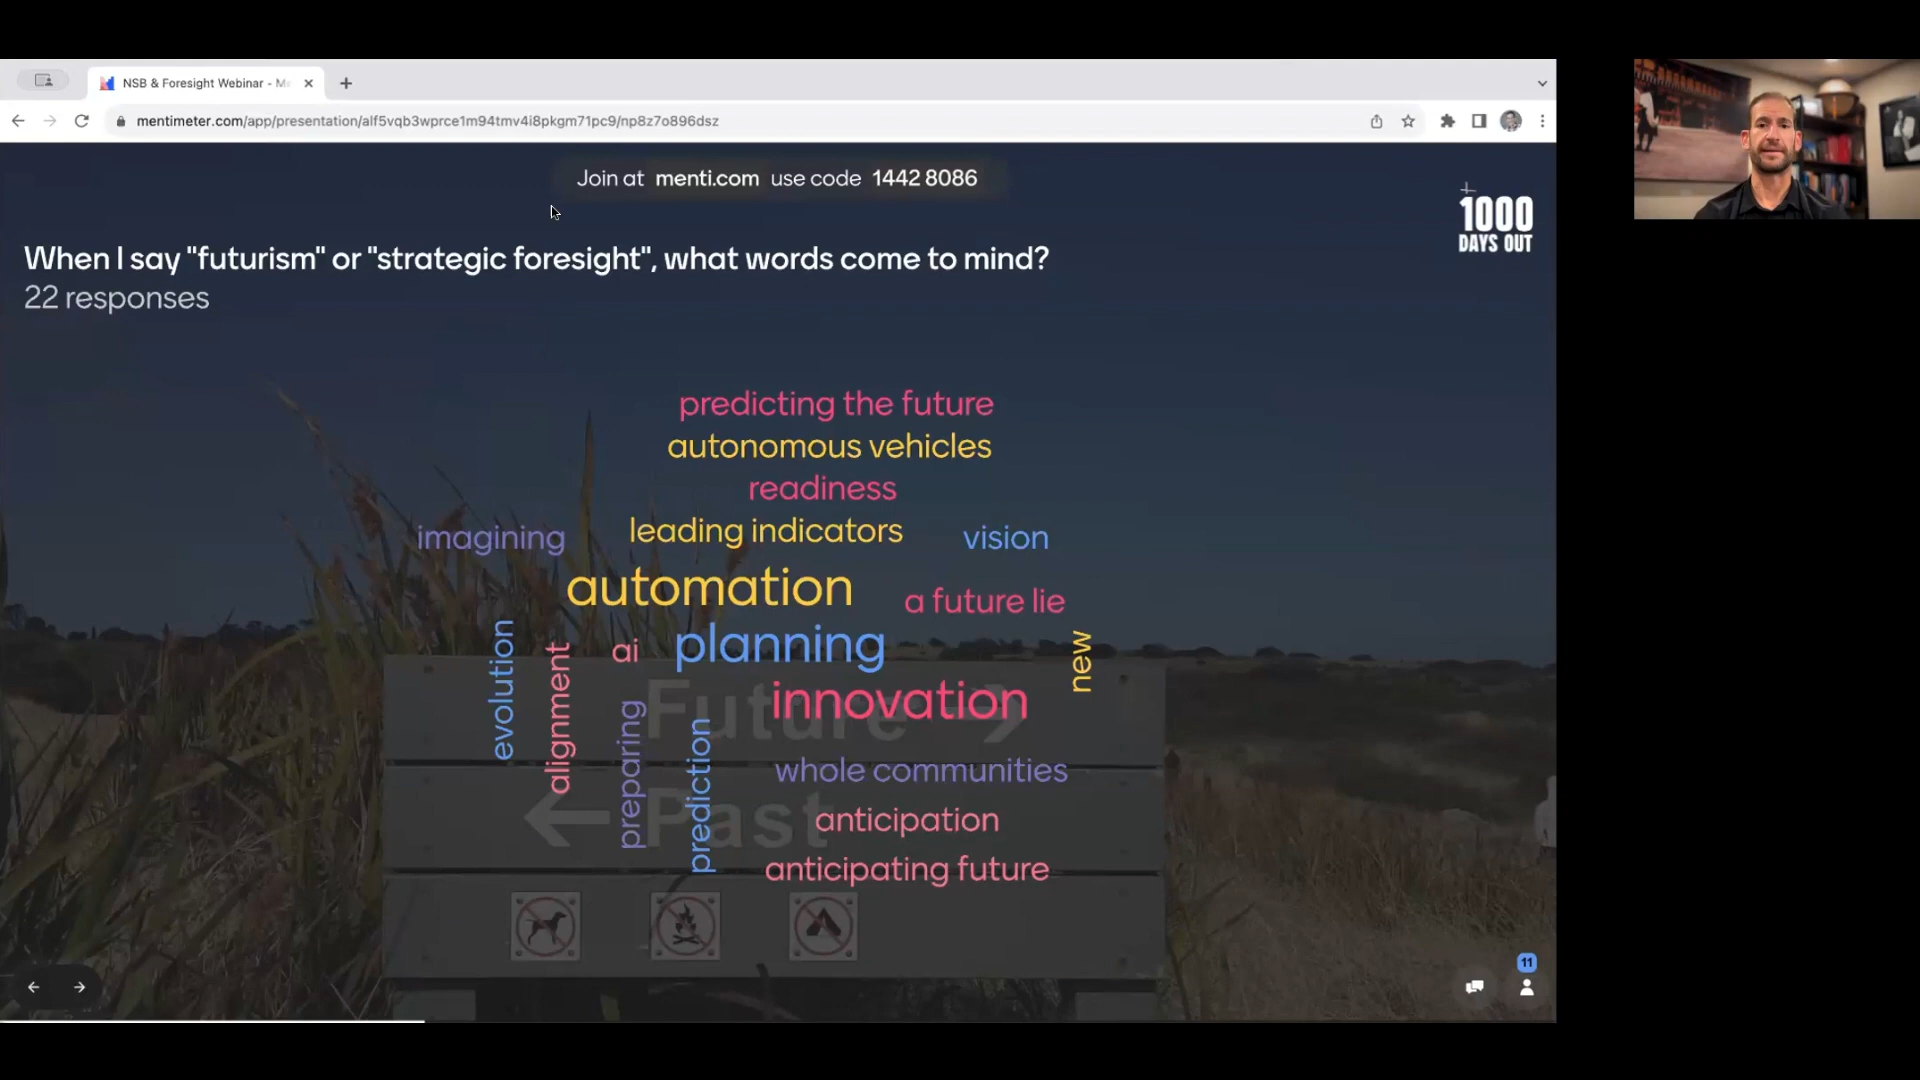 NSB & Foresight Webinar - M
mentimeter.com/app/presentation/alf5vqb3wprce1m94tmv4i8pkgm71pc9/np8z7o896dsz
Join at menti.com use code 1442 8086
1000
DAYS OUT
When I say "futurism" or "strategic foresight", what words come to mind?
22 responses
predicting the future
autonomous vehicles
readiness
imagining
leading indicators
vision
automation
a future lie
evolution
alignment
ai
planning
new
innovation
Future
preparing
prediction
whole communities
Past
anticipation
anticipating future
11